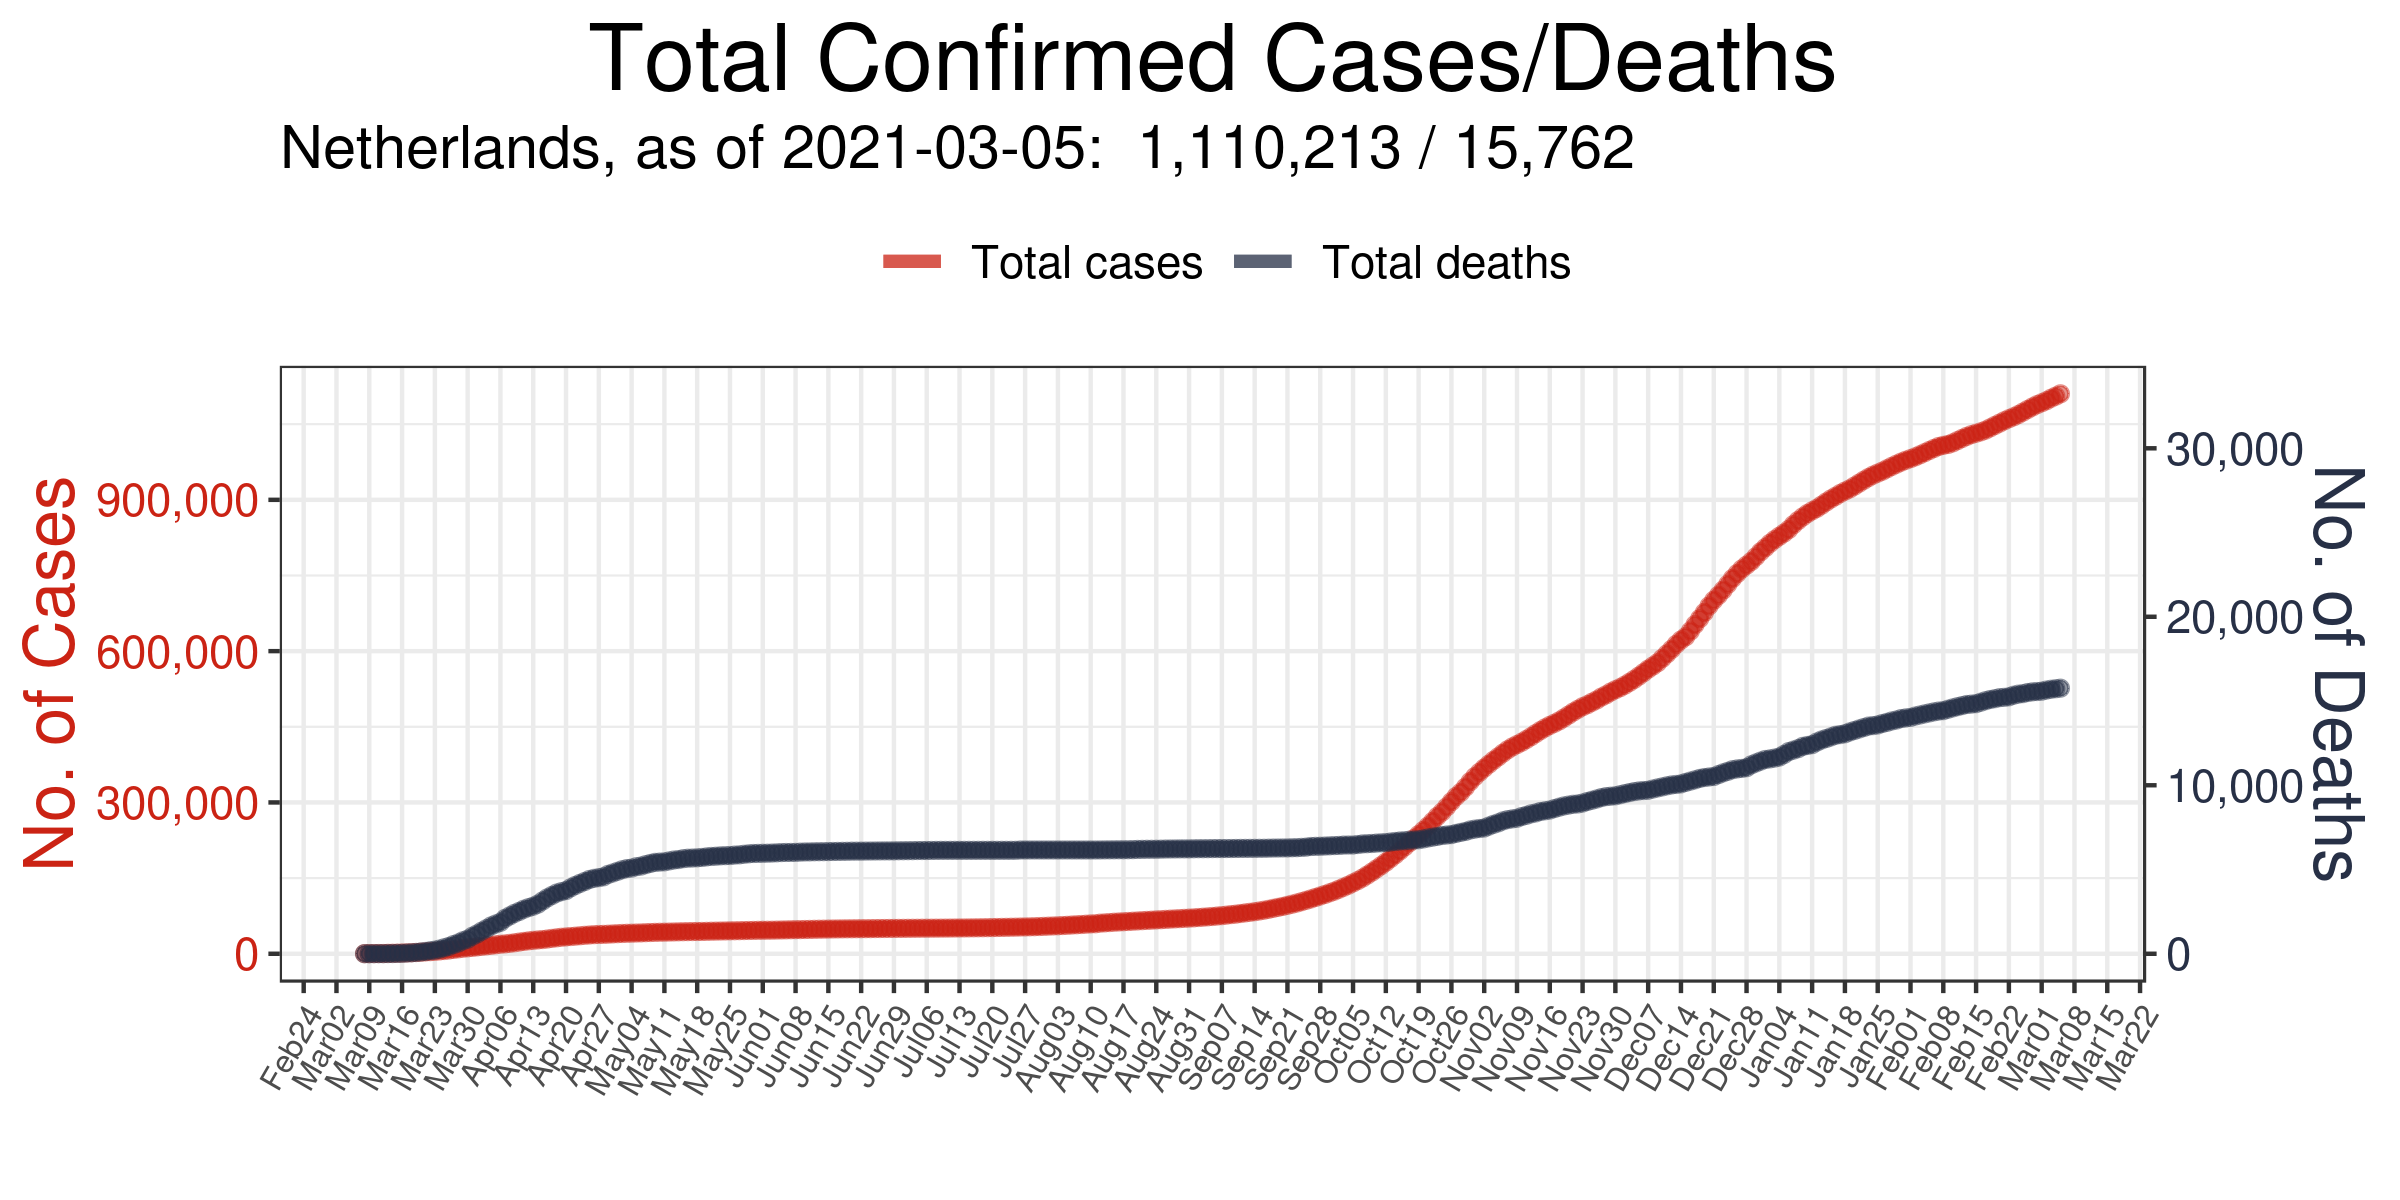 Total Confirmed Cases/Deaths
Netherlands, as of 2021-03-05:  1,110,213 / 15,762
Total cases
Total deaths
No. of Cases
900,000
600,000
300,000
0
30,000
20,000
10,000
0
No. of Deaths
Feb24
Mar02
Mar09
Mar16
Mar23
Mar30
Apr06
Apr13
Apr20
Apr27
May04
May11
May18
May25
Jun01
Jun08
Jun15
Jun22
Jun29
Jul06
Jul13
Jul20
Jul27
Aug03
Aug10
Aug17
Aug24
Aug31
Sep07
Sep14
Sep21
Sep28
Oct05
Oct12
Oct19
Oct26
Nov02
Nov09
Nov16
Nov23
Nov30
Dec07
Dec14
Dec21
Dec28
Jan04
Jan11
Jan18
Jan25
Feb01
Feb08
Feb15
Feb22
Mar01
Mar08
Mar15
Mar22